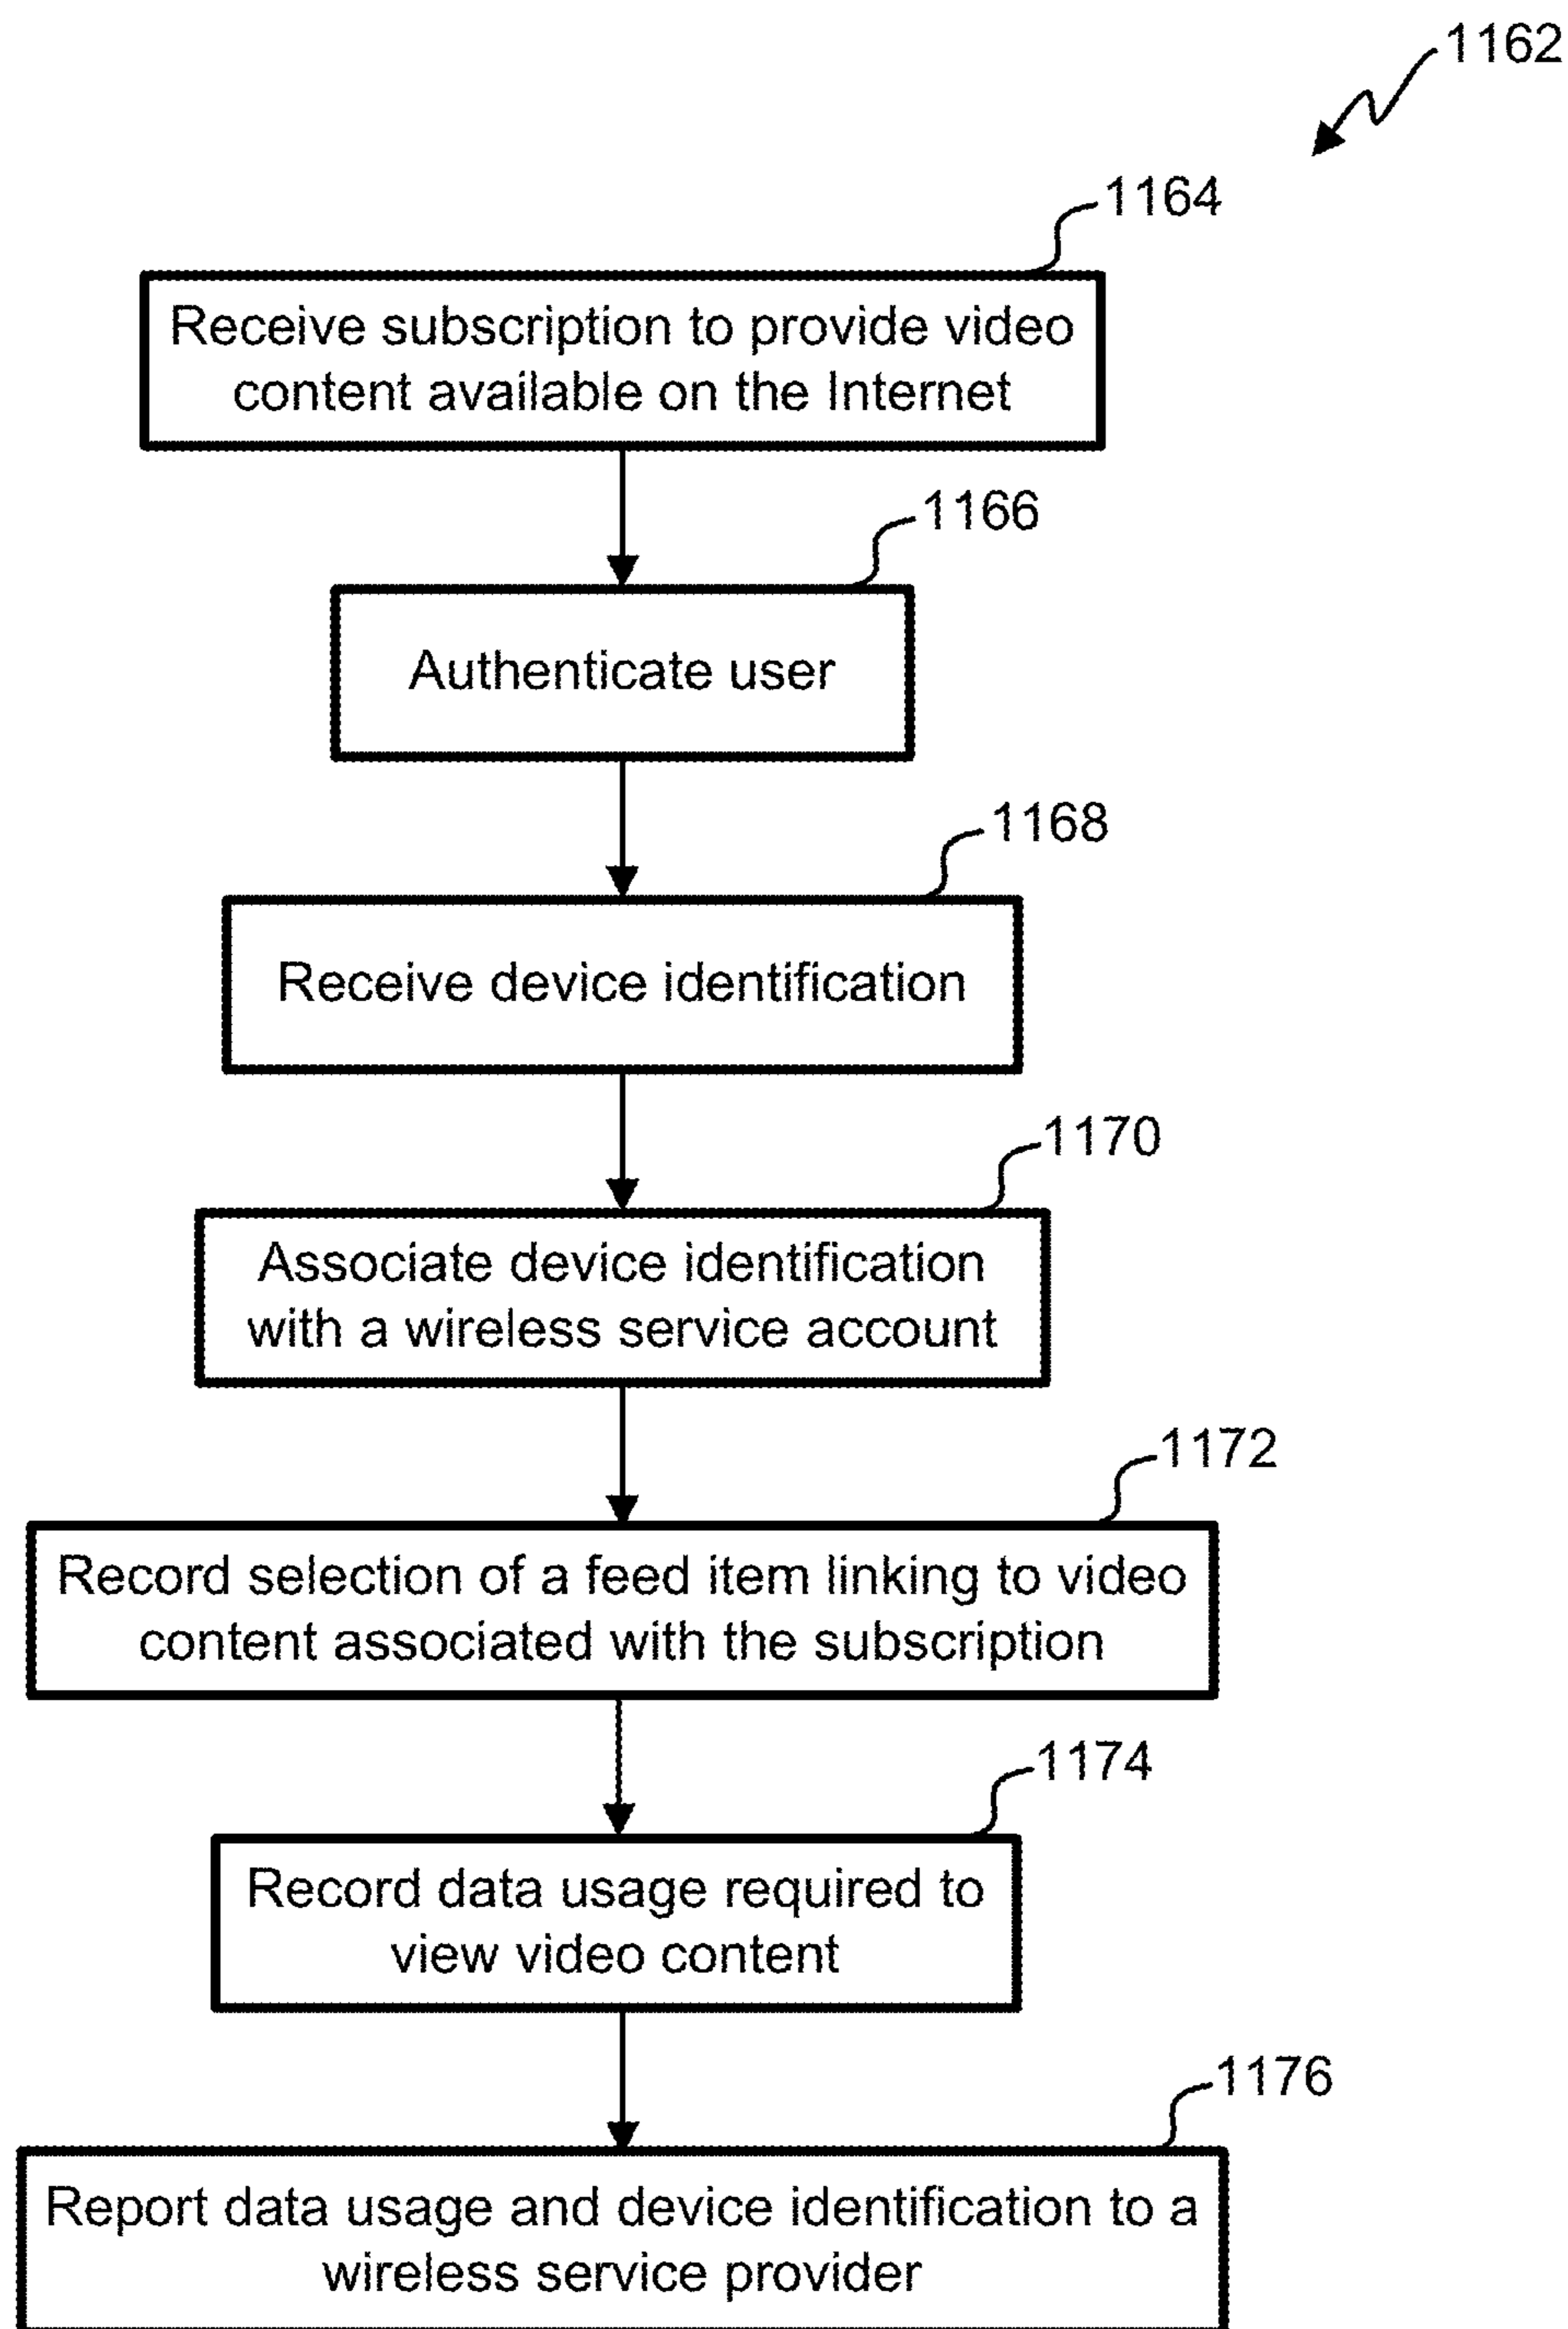 1162
1164
Receive subscription to provide video
content available on the Internet
1166
Authenticate user
1168
Receive device identification
1170
Associate device identification
with a wireless service account
1172
Record selection of a feed item linking to video
content associated with the subscription
1174
Record data usage required to
view video content
1176
Report data usage and device identification to a
wireless service provider